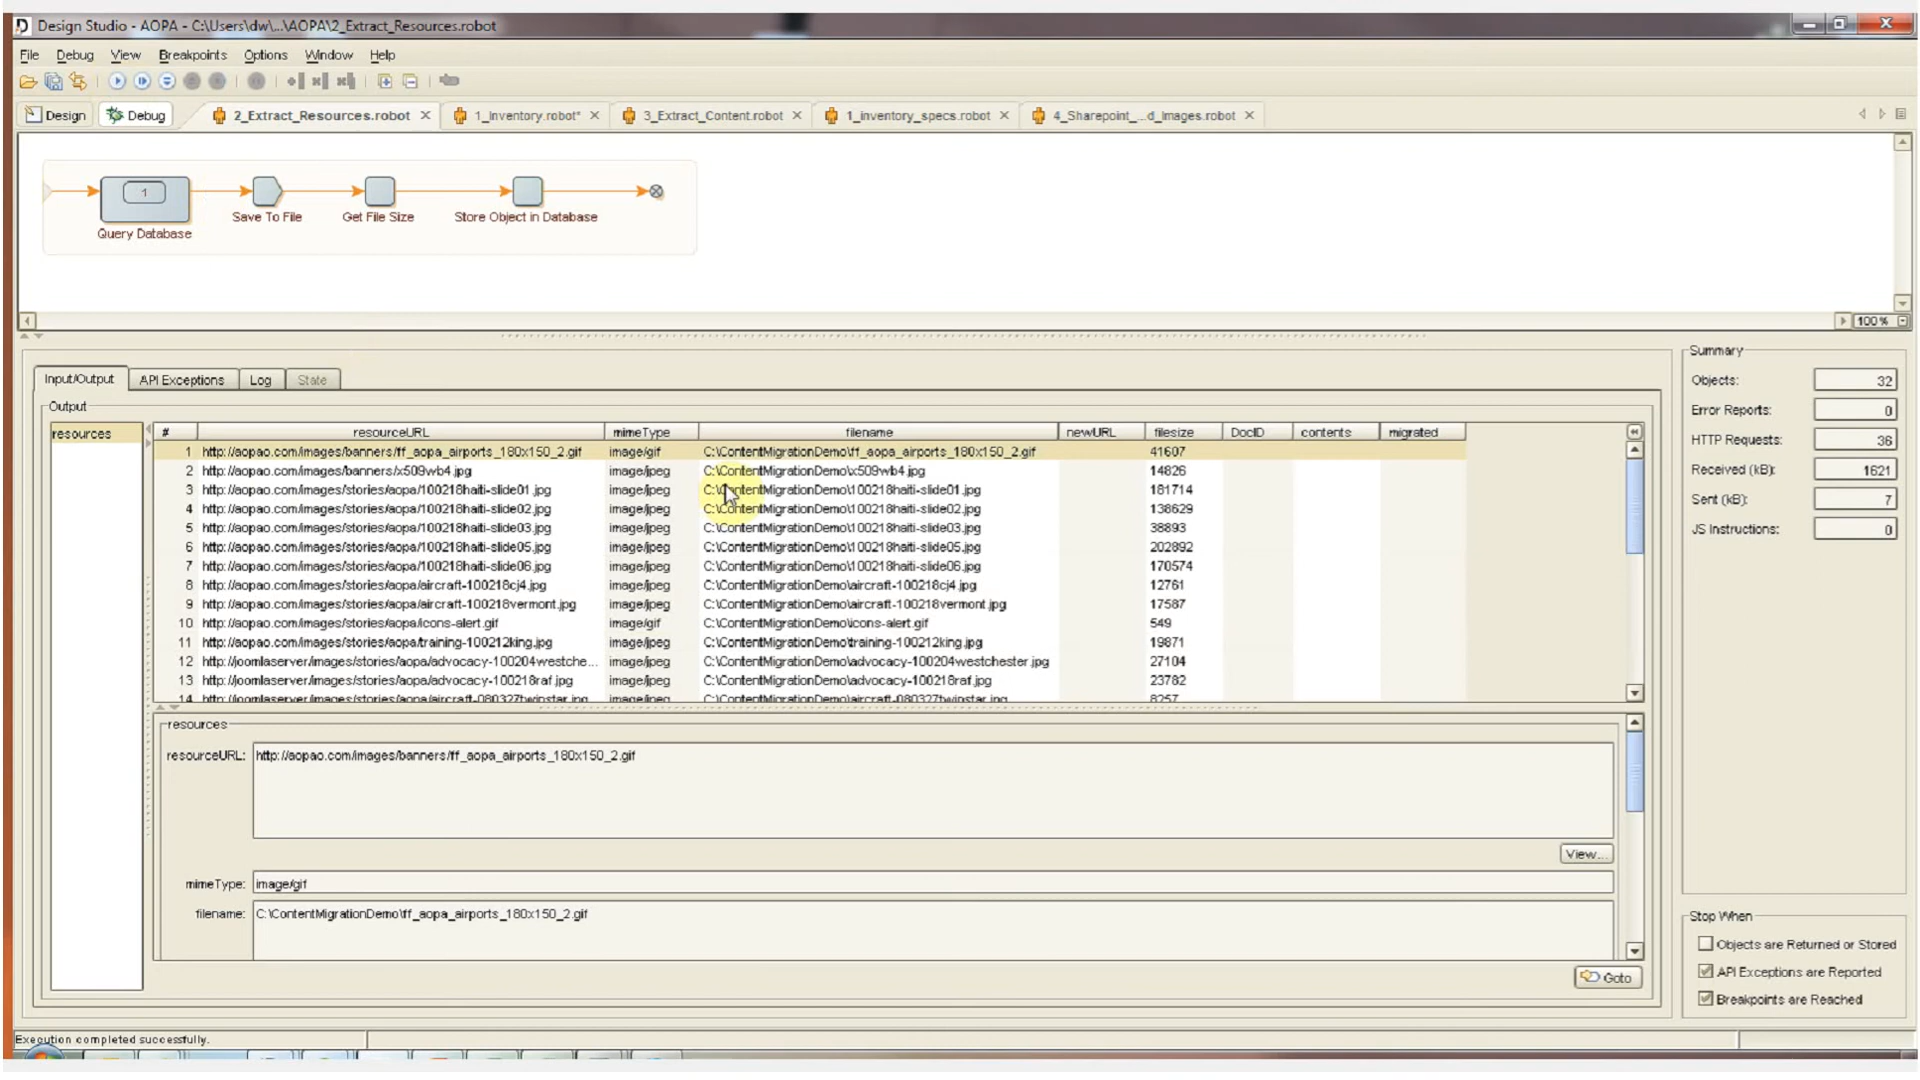 Design Studio - AOPA - C:\Users\dw\...\AOPA\2_Extract_Resources.robot
File Debug View Breakpoints Options Window Help
Design Debug 2_Extract_Resources.robot 1_Inventory.robot* 3_Extract_Content.robot 1_inventory_specs.robot 4_Sharepoint_...d_Images.robot
1
Save To File Get File Size Store Object in Database
Query Database
100%
Input/Output API Exceptions Log State
Output
resources
# resourceURL mimeType filename newURL filesize DocID contents migrated
1 http://aopao.com/images/banners/ff_aopa_airports_180x150_2.gif image/gif C:\ContentMigrationDemo\ff_aopa_airports_180x150_2.gif 41607
2 http://aopao.com/images/banners/x509wb4.jpg image/jpeg C:\ContentMigrationDemo\x509wb4.jpg 14826
3 http://aopao.com/images/stories/aopa/100218haiti-slide01.jpg image/jpeg C:\ContentMigrationDemo\100218haiti-slide01.jpg 181714
4 http://aopao.com/images/stories/aopa/100218haiti-slide02.jpg image/jpeg C:\ContentMigrationDemo\100218haiti-slide02.jpg 138629
5 http://aopao.com/images/stories/aopa/100218haiti-slide03.jpg image/jpeg C:\ContentMigrationDemo\100218haiti-slide03.jpg 38893
6 http://aopao.com/images/stories/aopa/100218haiti-slide05.jpg image/jpeg C:\ContentMigrationDemo\100218haiti-slide05.jpg 202892
7 http://aopao.com/images/stories/aopa/100218haiti-slide06.jpg image/jpeg C:\ContentMigrationDemo\100218haiti-slide06.jpg 170574
8 http://aopao.com/images/stories/aopa/aircraft-100218cj4.jpg image/jpeg C:\ContentMigrationDemo\aircraft-100218cj4.jpg 12761
9 http://aopao.com/images/stories/aopa/aircraft-100218vermont.jpg image/jpeg C:\ContentMigrationDemo\aircraft-100218vermont.jpg 17587
10 http://aopao.com/images/stories/aopa/icons-alert.gif image/gif C:\ContentMigrationDemo\icons-alert.gif 549
11 http://aopao.com/images/stories/aopa/training-100212king.jpg image/jpeg C:\ContentMigrationDemo\training-100212king.jpg 19871
12 http://joomlaserver/images/stories/aopa/advocacy-100204westche... image/jpeg C:\ContentMigrationDemo\advocacy-100204westchester.jpg 27104
13 http://joomlaserver/images/stories/aopa/advocacy-100218raf.jpg image/jpeg C:\ContentMigrationDemo\advocacy-100218raf.jpg 23782
14 http://joomlaserver/images/stories/aopa/aircraft-080327twinstar.jpg image/jpeg C:\ContentMigrationDemo\aircraft-080327twinstar.jpg 8257
resources
resourceURL: http://aopao.com/images/banners/ff_aopa_airports_180x150_2.gif
View...
mimeType: image/gif
filename: C:\ContentMigrationDemo\ff_aopa_airports_180x150_2.gif
Goto
Summary
Objects: 32
Error Reports: 0
HTTP Requests: 36
Received (kB): 1621
Sent (kB): 7
JS Instructions: 0
Stop When
Objects are Returned or Stored
API Exceptions are Reported
Breakpoints are Reached
Execution completed successfully.